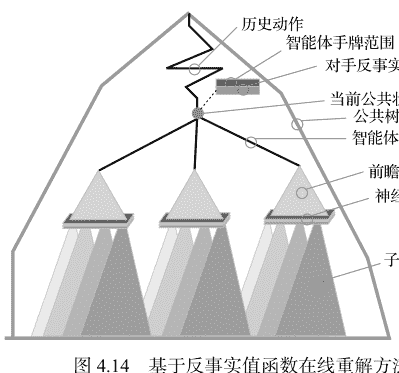 历史动作
智能体手牌范围
对手反事实
当前公共状
公共树
智能体
前瞻
神经
子
图 4.14 基于反事实值函数在线重解方法